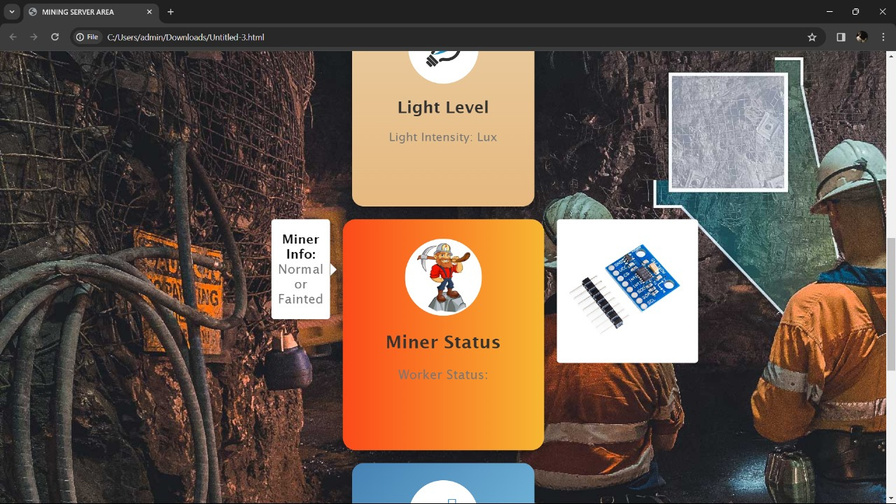 MINING SERVER AREA
File
C:/Users/admin/Downloads/Untitled-3.html
Light Level
Light Intensity: Lux
Miner
Info:
Normal
or
Fainted
Miner Status
Worker Status: